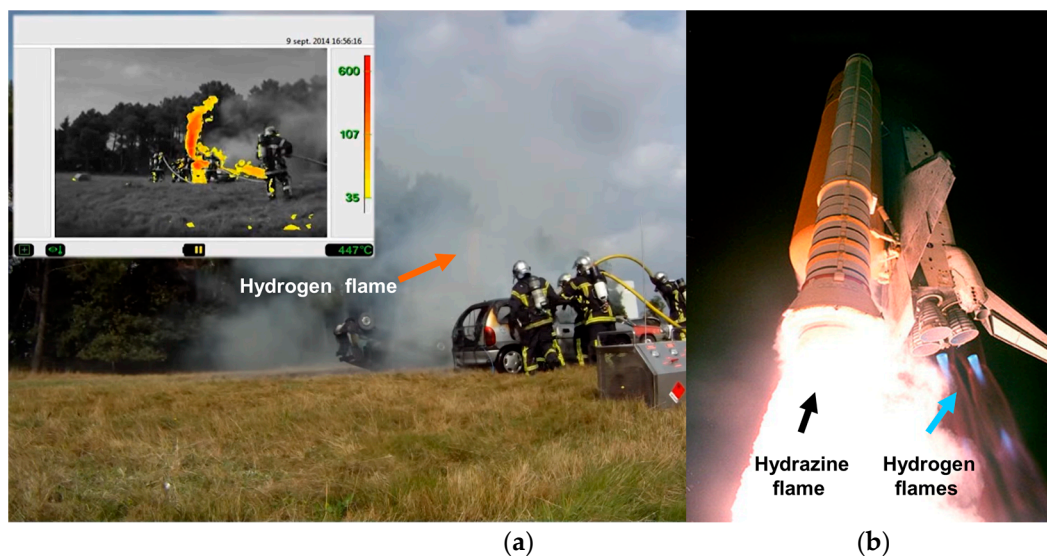 9 sept. 2014 16:56:16
600
107
35
447°C
Hydrogen flame
Hydrazine
flame
Hydrogen
flames
(a)
(b)